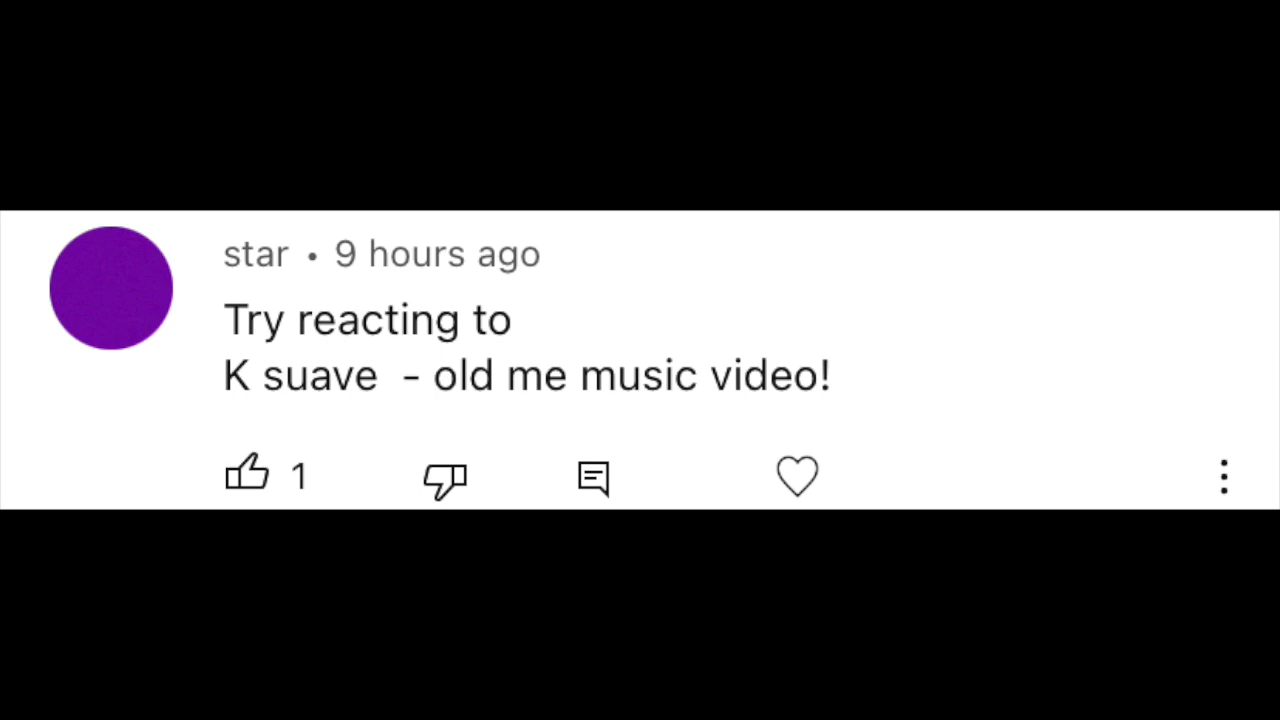 star • 9 hours ago
Try reacting to
K suave - old me music video!
1